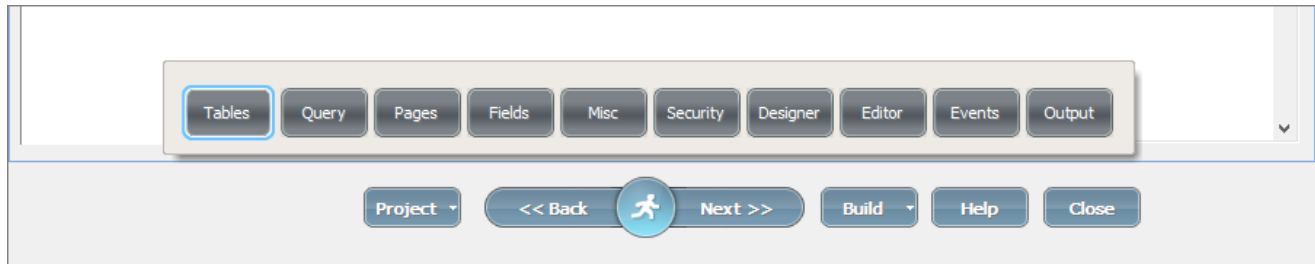 Tables Query Pages Fields Misc Security Designer Editor Events Output
Project << Back Next >> Build Help Close